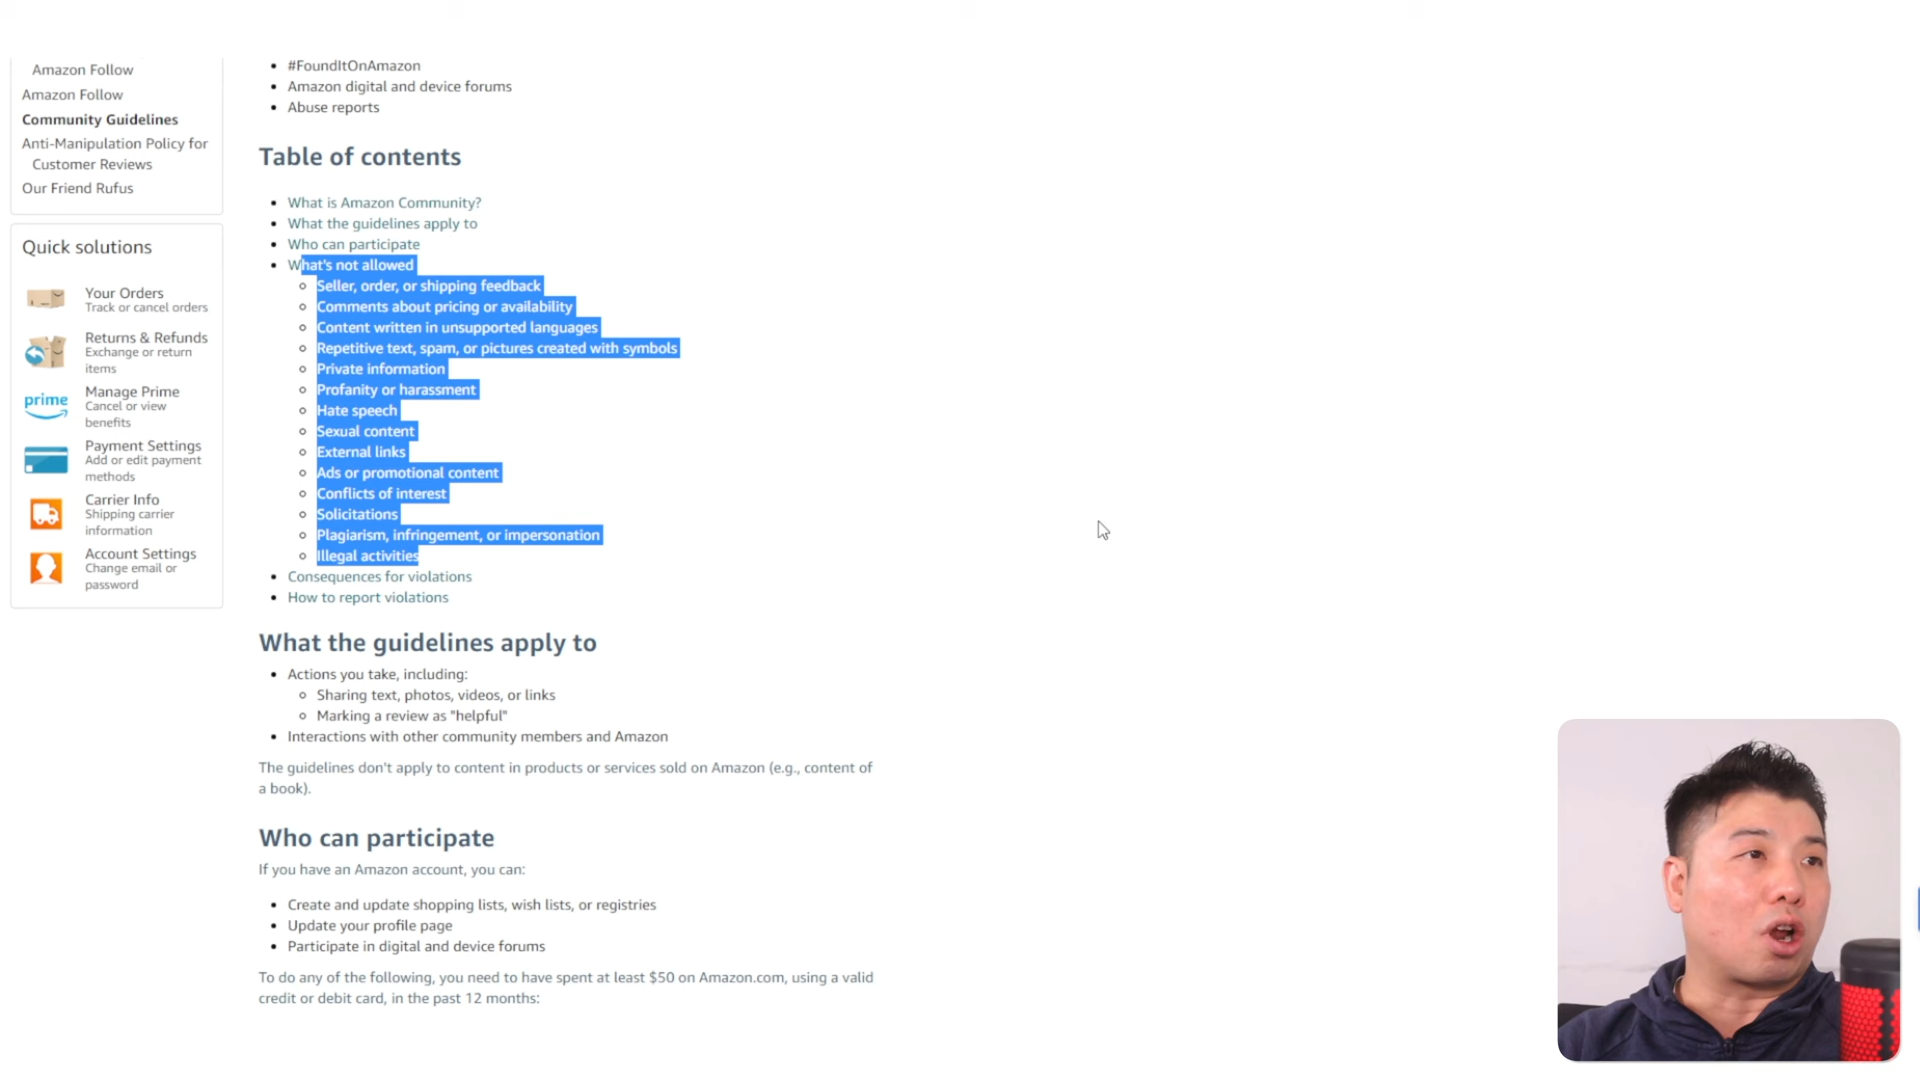 Amazon Follow
Amazon Follow
Community Guidelines
Anti-Manipulation Policy for
Customer Reviews
Our Friend Rufus
Quick solutions
Your Orders
Track or cancel orders
Returns & Refunds
Exchange or return
items
prime
Manage Prime
Cancel or view
benefits
Payment Settings
Add or edit payment
methods
Carrier Info
Shipping carrier
information
Account Settings
Change email or
password
#FoundItOnAmazon
Amazon digital and device forums
Abuse reports
Table of contents
What is Amazon Community?
What the guidelines apply to
Who can participate
What's not allowed
Seller, order, or shipping feedback
Comments about pricing or availability
Content written in unsupported languages
Repetitive text, spam, or pictures created with symbols
Private information
Profanity or harassment
Hate speech
Sexual content
External links
Ads or promotional content
Conflicts of interest
Solicitations
Plagiarism, infringement, or impersonation
Illegal activities
Consequences for violations
How to report violations
What the guidelines apply to
Actions you take, including:
Sharing text, photos, videos, or links
Marking a review as "helpful"
Interactions with other community members and Amazon
The guidelines don't apply to content in products or services sold on Amazon (e.g., content of
a book).
Who can participate
If you have an Amazon account, you can:
Create and update shopping lists, wish lists, or registries
Update your profile page
Participate in digital and device forums
To do any of the following, you need to have spent at least $50 on Amazon.com, using a valid
credit or debit card, in the past 12 months: